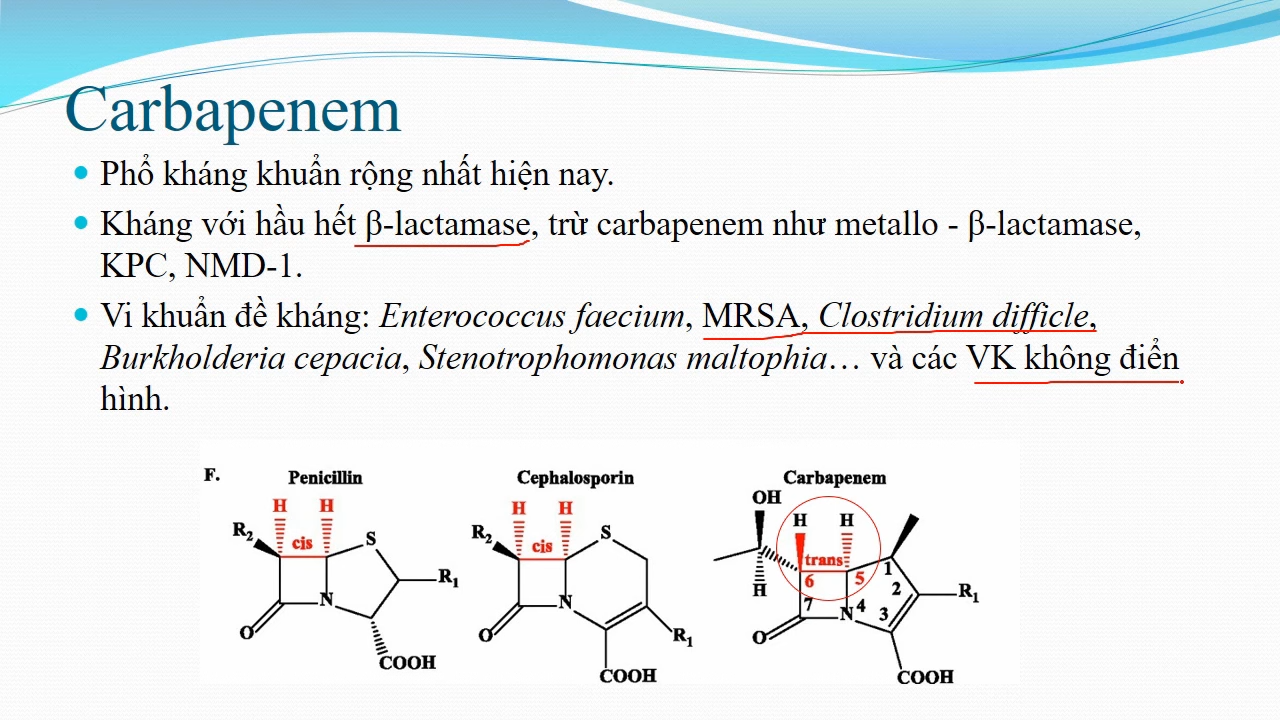 Carbapenem
Phổ kháng khuẩn rộng nhất hiện nay.
Kháng với hầu hết β-lactamase, trừ carbapenem như metallo - β-lactamase,
KPC, NMD-1.
Vi khuẩn đề kháng: Enterococcus faecium, MRSA, Clostridium difficle,
Burkholderia cepacia, Stenotrophomonas maltophia… và các VK không điển
hình.
F.
Penicillin
H H
R2
cis
S
R1
N
O
COOH
Cephalosporin
H H
R2
cis
S
N
O
R1
COOH
Carbapenem
OH
H H
trans
H
6 5 1
7 N 4 3 2
R1
O
COOH